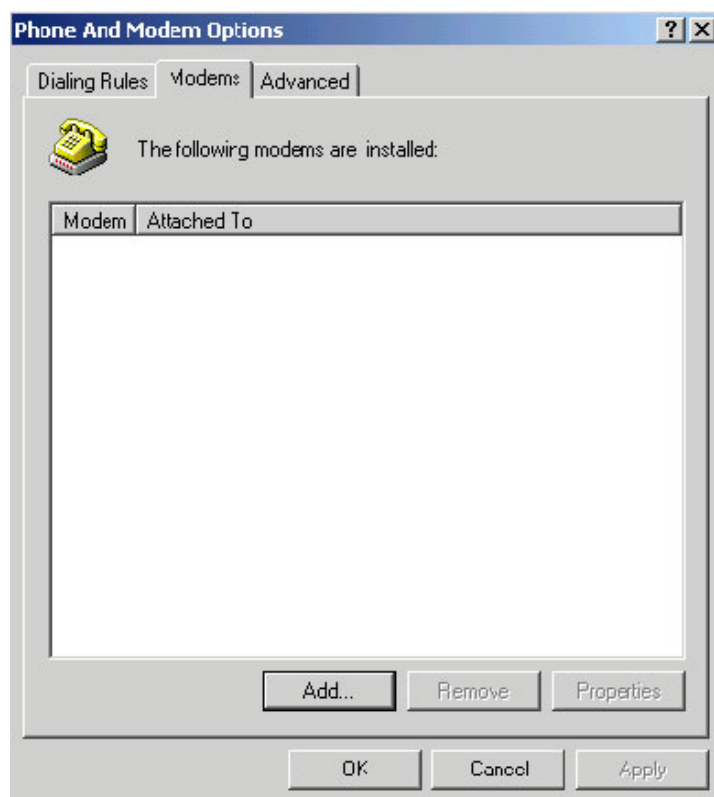 Phone And Modem Options
Dialing Rules Modems Advanced
The following modems are installed:
Modem Attached To
Add... Remove Properties
OK Cancel Apply